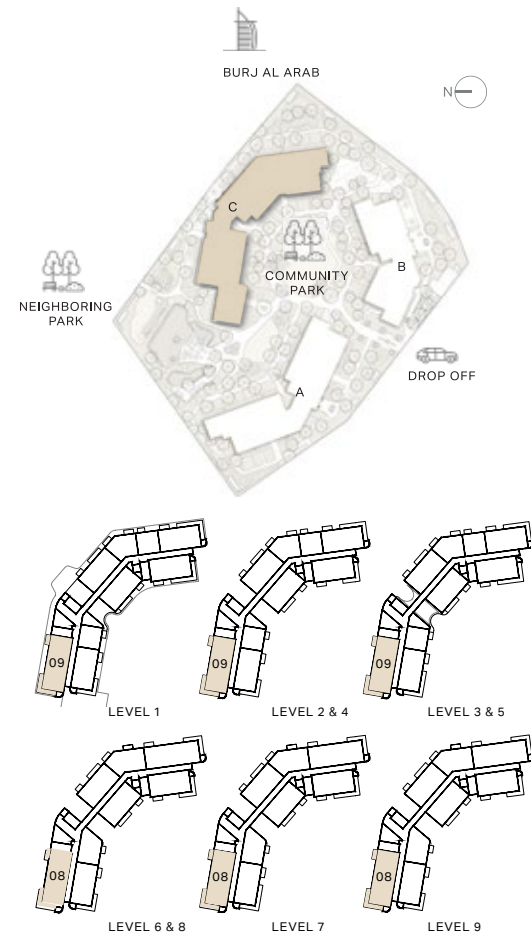 BURJ AL ARAB
N
C
B
COMMUNITY
PARK
NEIGHBORING
PARK
DROP OFF
A
09
09
09
LEVEL 1
LEVEL 2 & 4
LEVEL 3 & 5
08
08
08
LEVEL 6 & 8
LEVEL 7
LEVEL 9